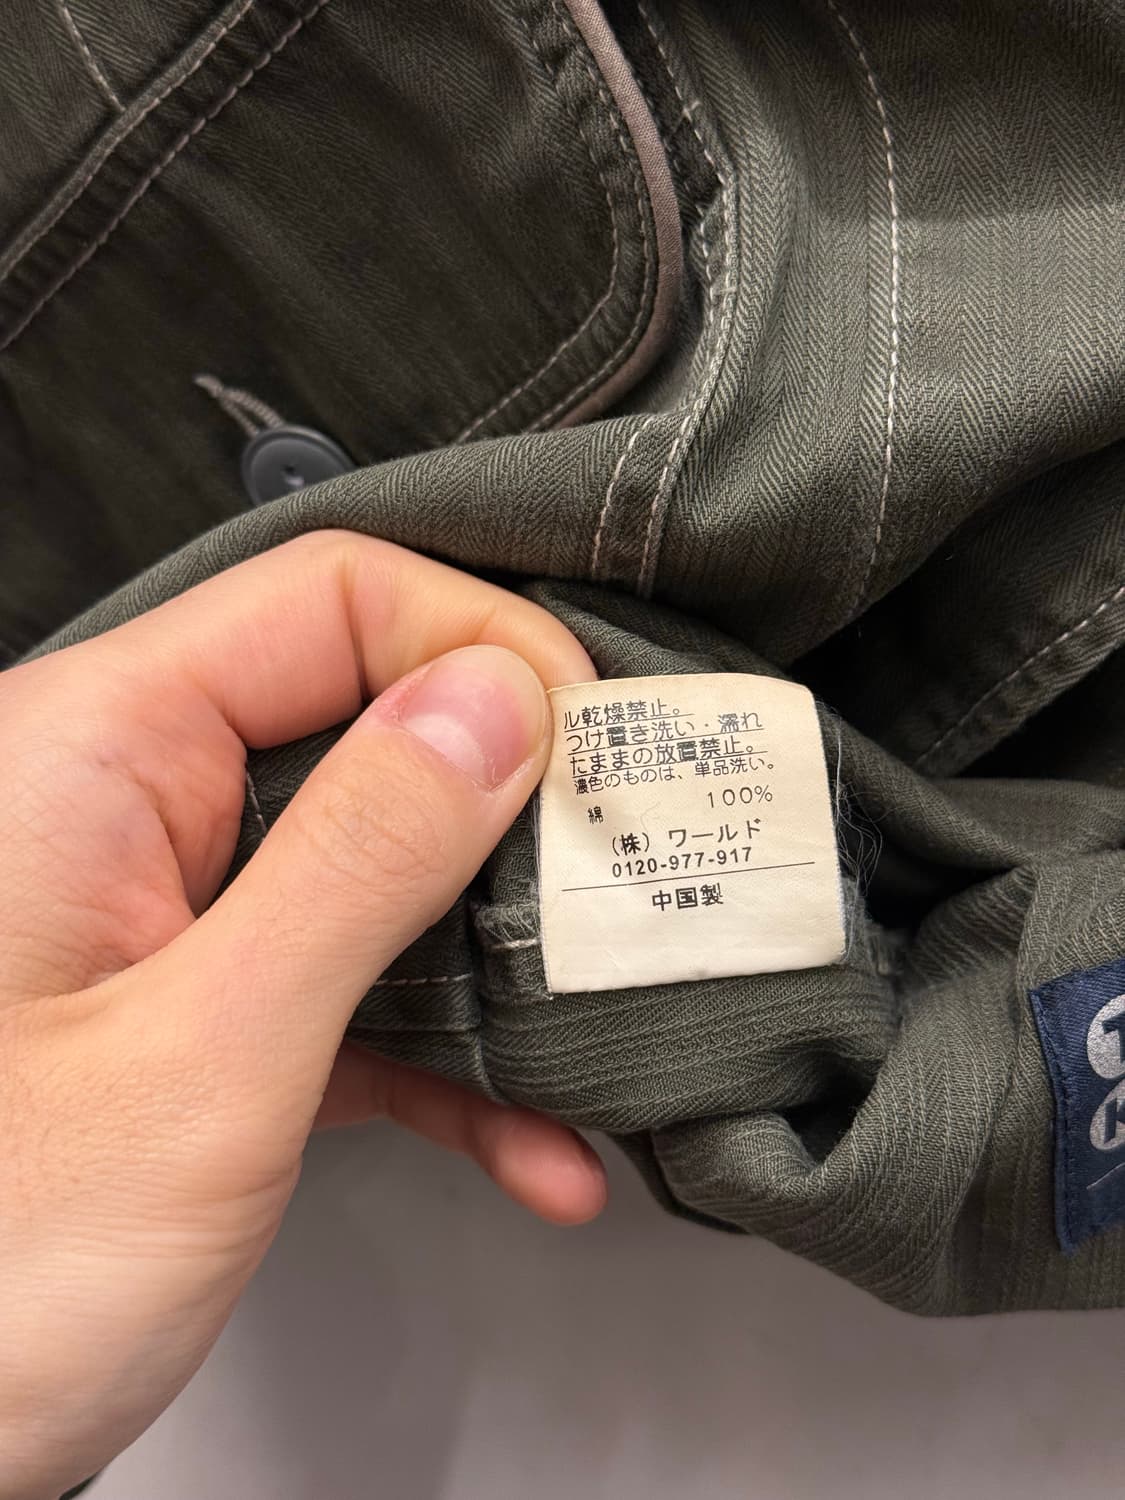 ル乾燥禁止。
つけ置き洗い・濡れ
たままの放置禁止。
濃色のものは、単品洗い。
綿 100%
(株) ワールド
0120-977-917
中国製